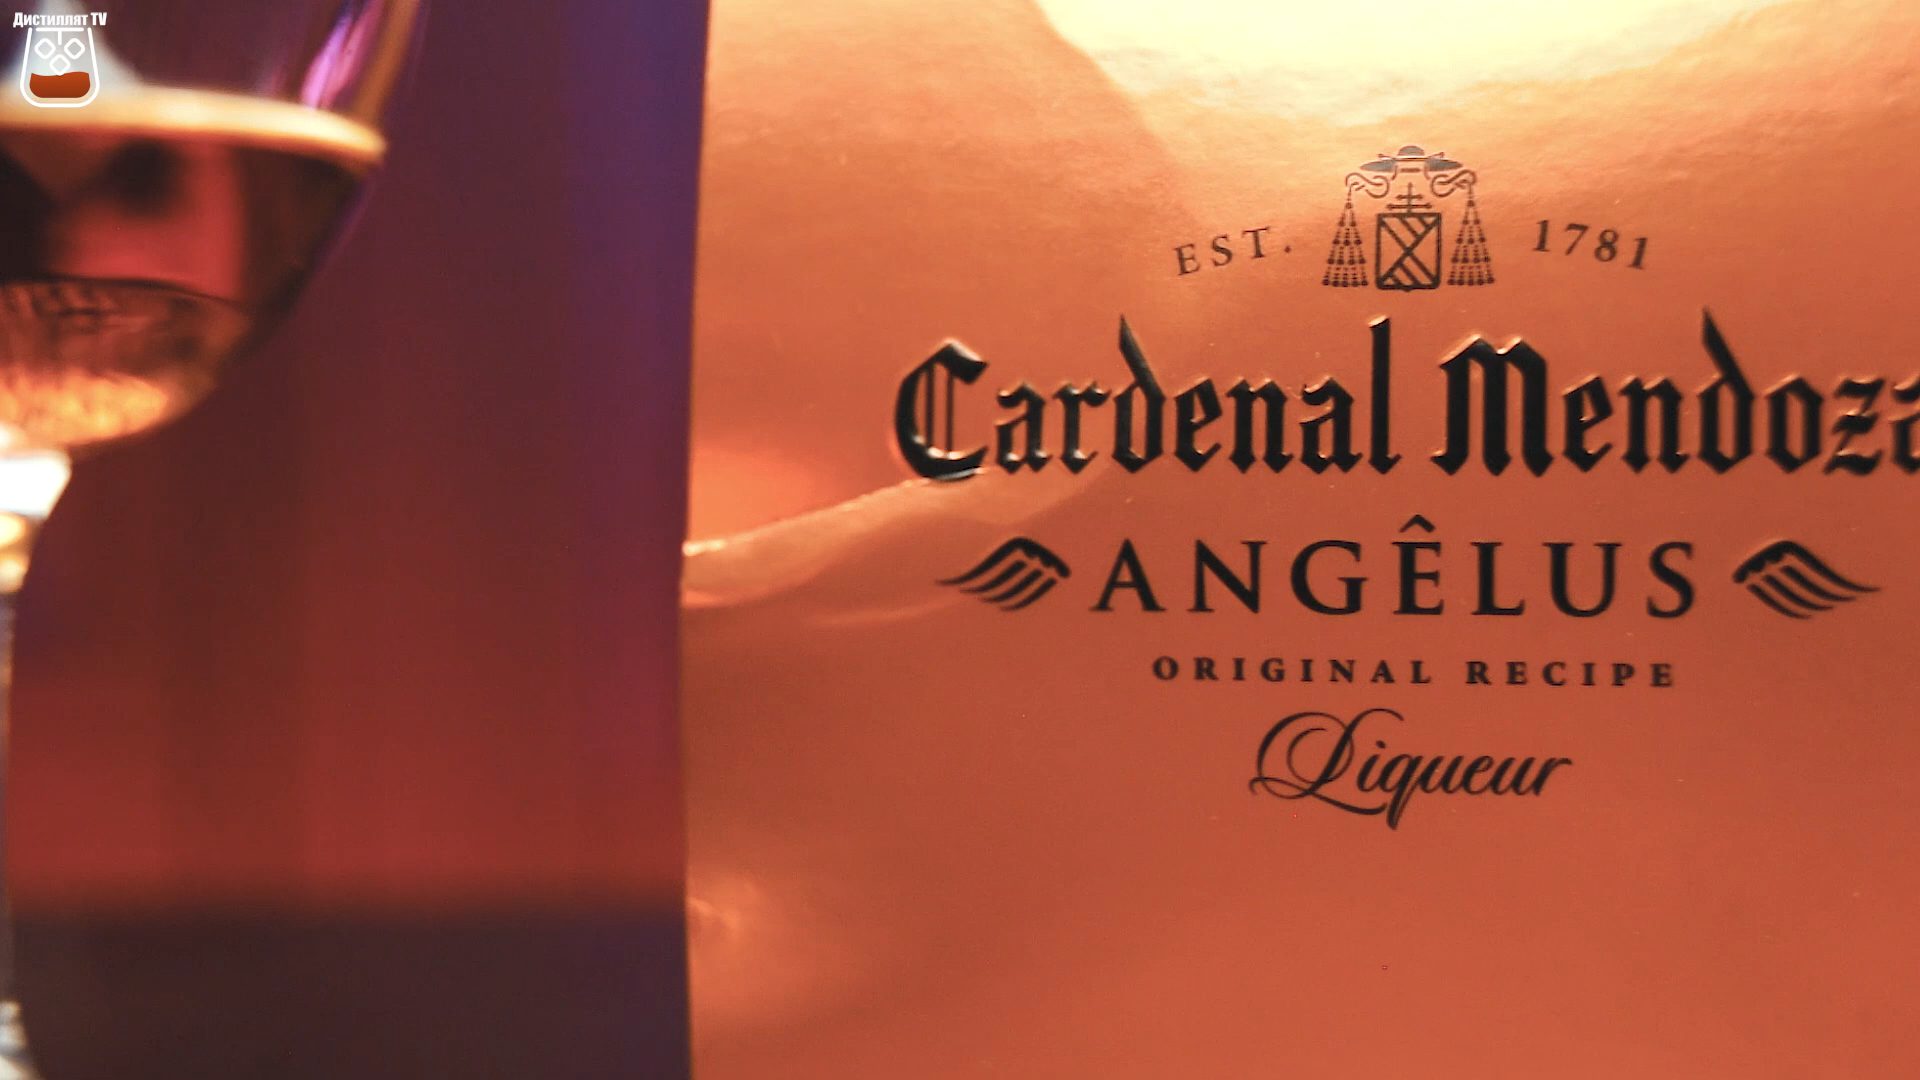 Дистиллят TV
EST. 1781
Cardenal Mendoza
ANGÊLUS
ORIGINAL RECIPE
Liqueur